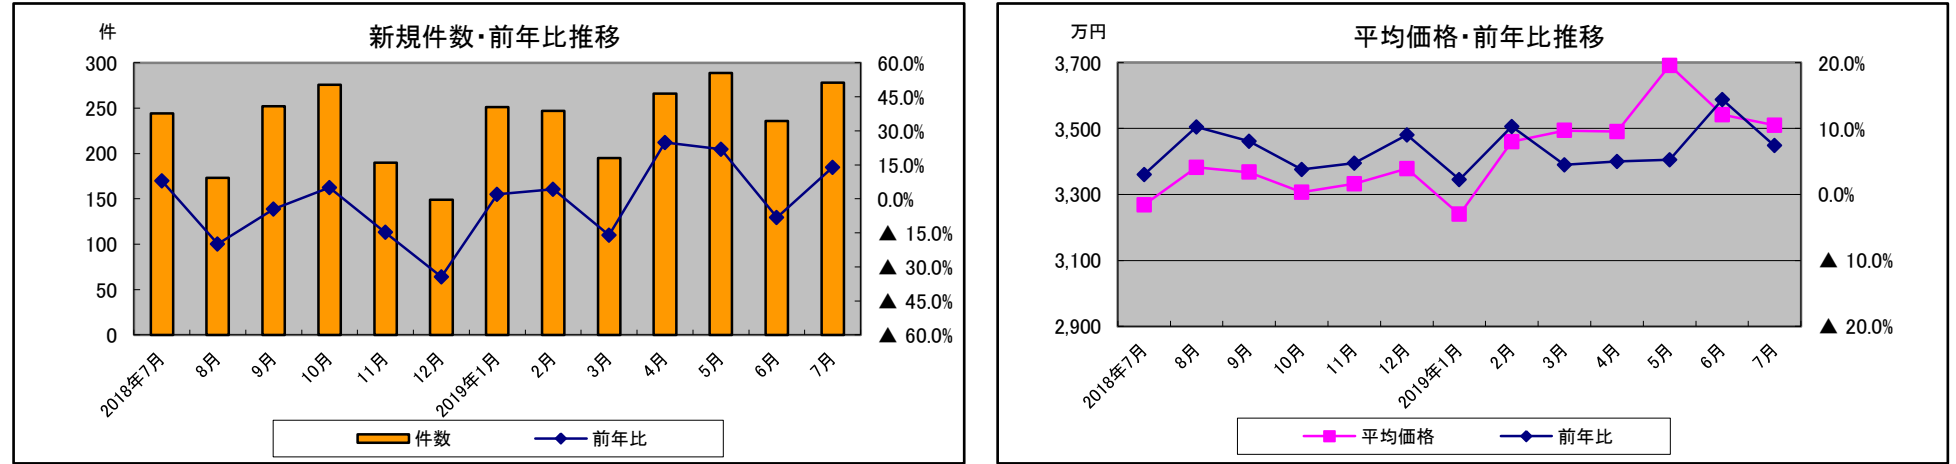 件
新規件数・前年比推移
300
250
200
150
100
50
0
60.0%
45.0%
30.0%
15.0%
0.0%
▲ 15.0%
▲ 30.0%
▲ 45.0%
▲ 60.0%
2018年7月
8月
9月
10月
11月
12月
2019年1月
2月
3月
4月
5月
6月
7月
件数
前年比
万円
平均価格・前年比推移
3,700
3,500
3,300
3,100
2,900
20.0%
10.0%
0.0%
▲ 10.0%
▲ 20.0%
2018年7月
8月
9月
10月
11月
12月
2019年1月
2月
3月
4月
5月
6月
7月
平均価格
前年比